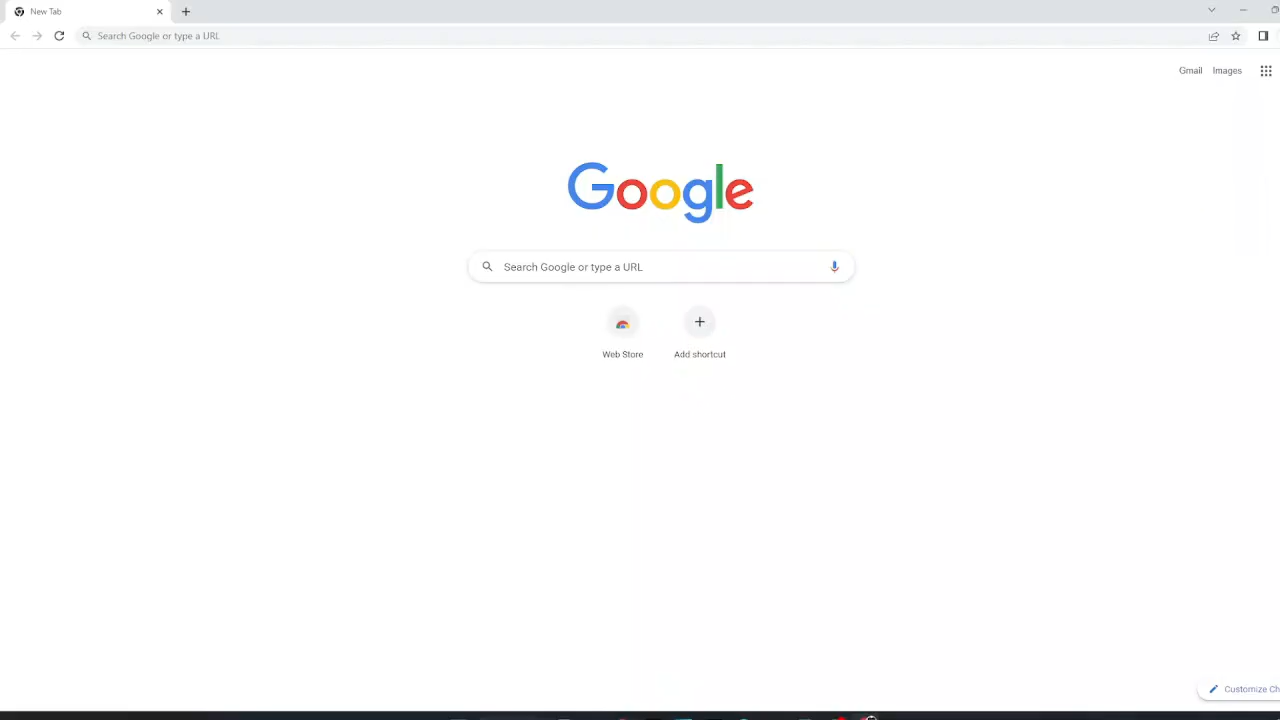 New Tab
Search Google or type a URL
Gmail Images
Google
Search Google or type a URL
Web Store Add shortcut
Customize Ch